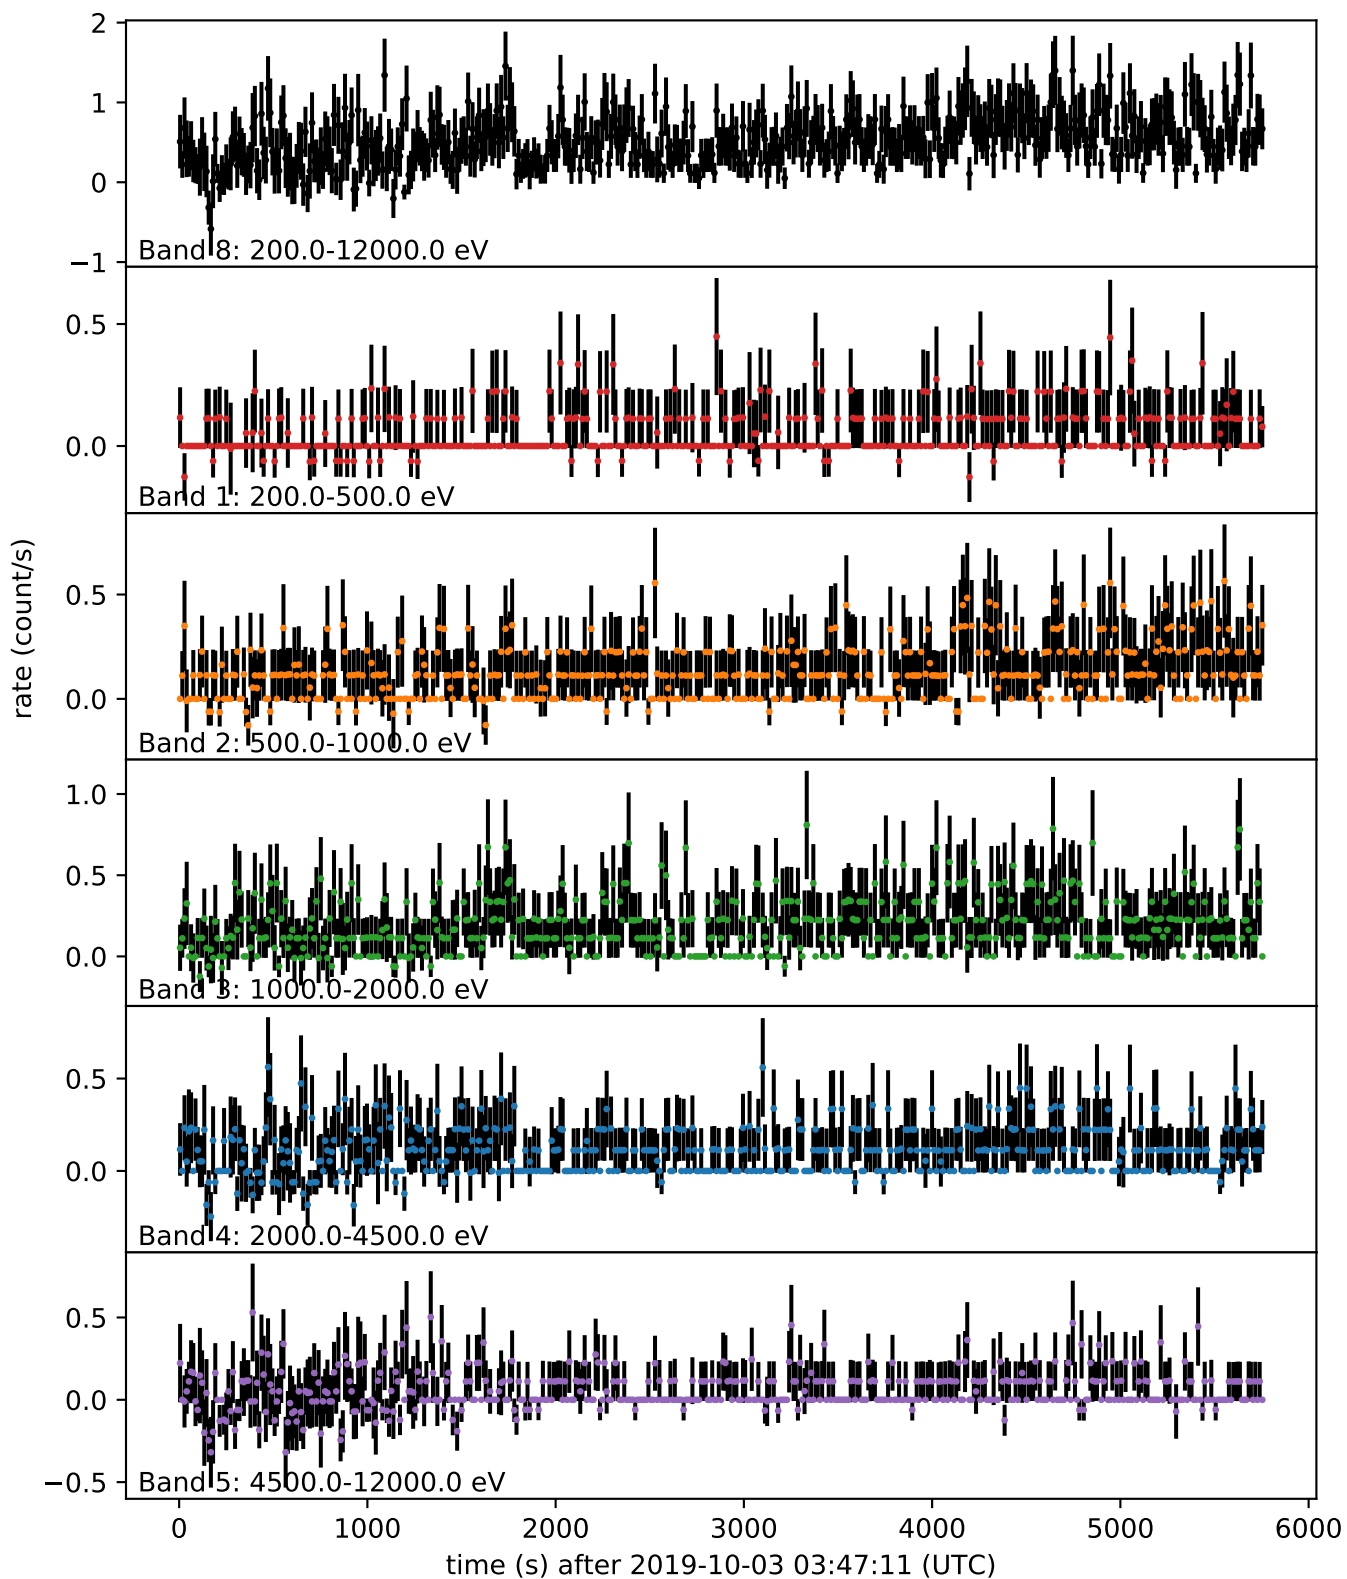 2
1
0
−1
Band 8: 200.0-12000.0 eV
0.5
0.0
Band 1: 200.0-500.0 eV
0.5
0.0
Band 2: 500.0-1000.0 eV
rate (count/s)
1.0
0.5
0.0
Band 3: 1000.0-2000.0 eV
0.5
0.0
Band 4: 2000.0-4500.0 eV
0.5
0.0
−0.5
Band 5: 4500.0-12000.0 eV
0 1000 2000 3000 4000 5000 6000
time (s) after 2019-10-03 03:47:11 (UTC)